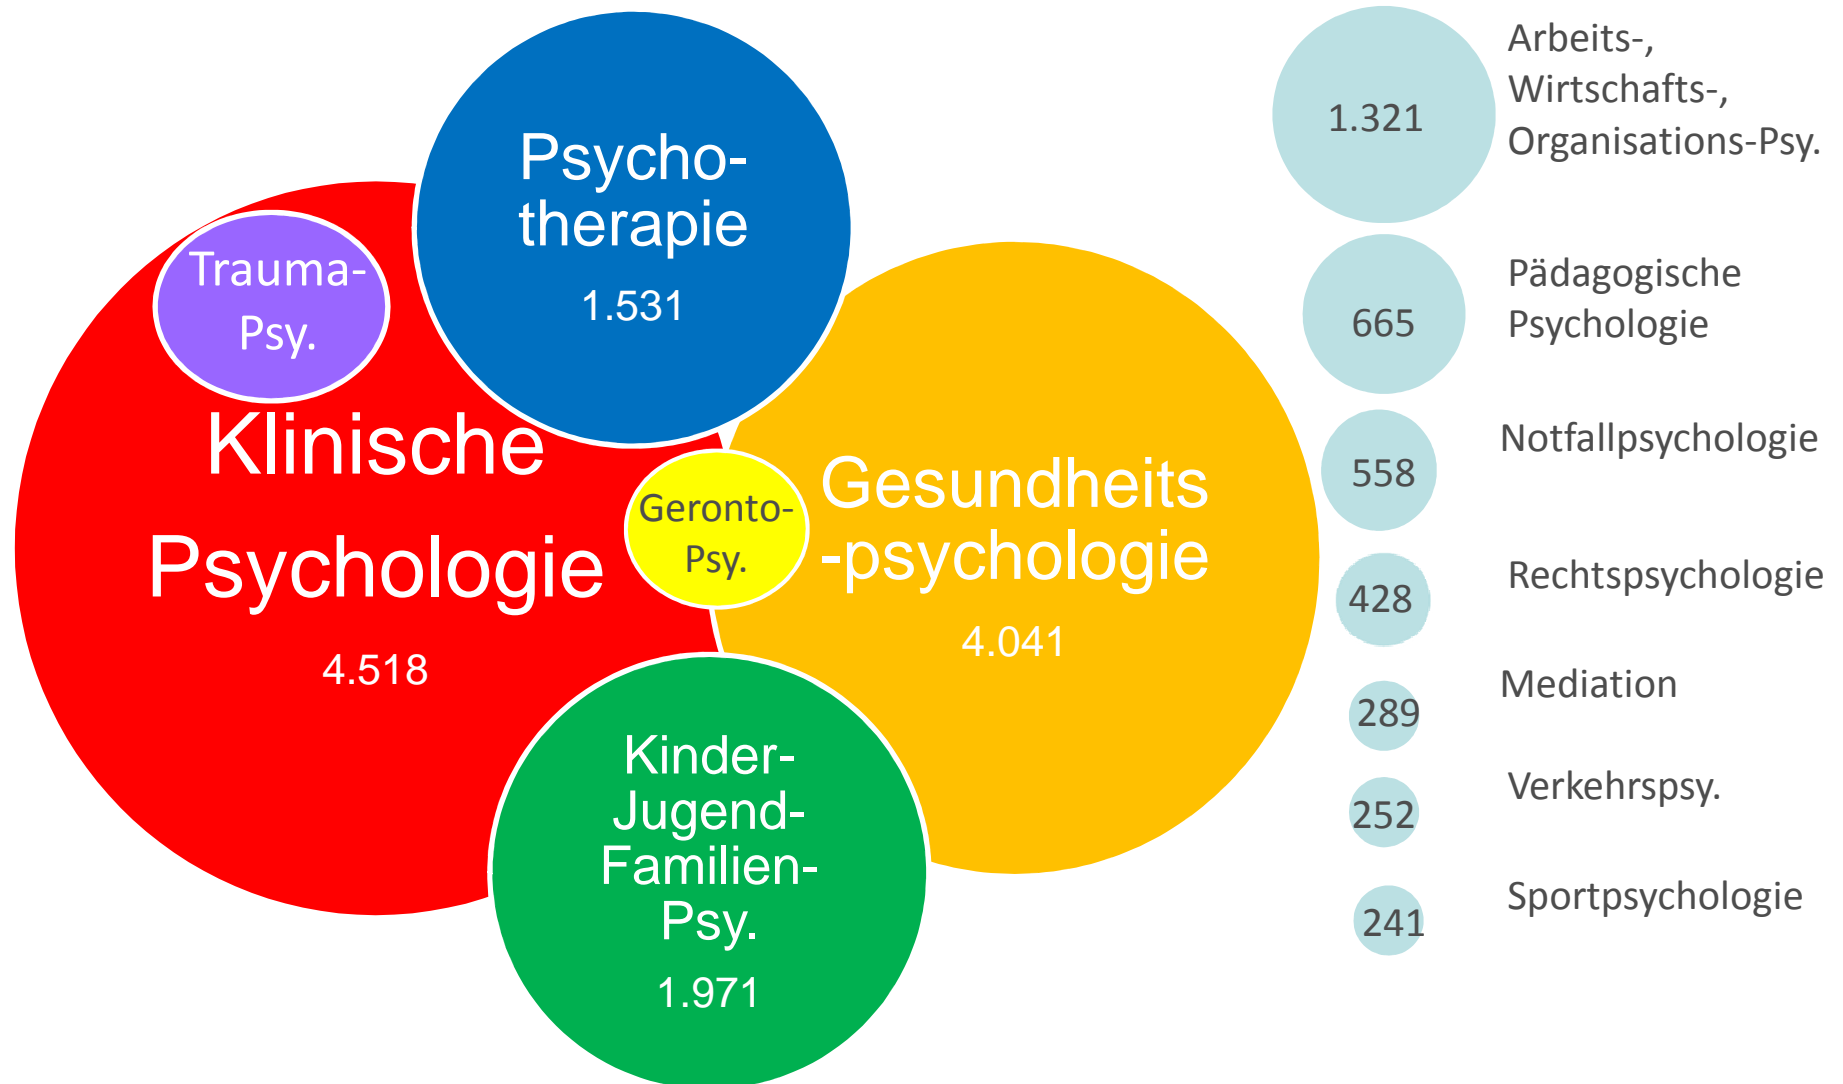 Psycho-
therapie
1.531
Trauma-
Psy.
Klinische
Psychologie
4.518
Geronto-
Psy.
Gesundheits
-psychologie
4.041
Kinder-
Jugend-
Familien-
Psy.
1.971
1.321
Arbeits-,
Wirtschafts-,
Organisations-Psy.
665
Pädagogische
Psychologie
558
Notfallpsychologie
428
Rechtspsychologie
289
Mediation
252
Verkehrspsy.
241
Sportpsychologie